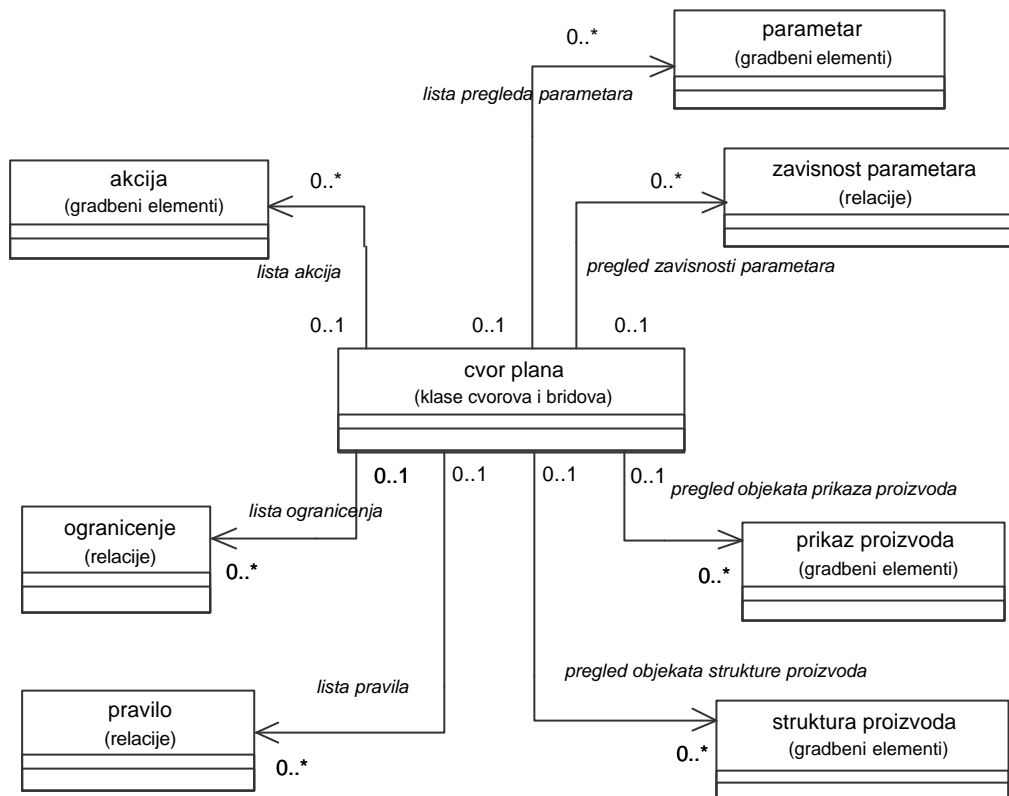 parametar
(gradbeni elementi)
0..*
lista pregleda parametara
akcija
(gradbeni elementi)
0..*
zavisnost parametara
(relacije)
0..*
lista akcija
pregled zavisnosti parametara
0..1
0..1
0..1
cvor plana
(klase cvorova i bridova)
0..1
0..1
0..1
0..1
pregled objekata prikaza proizvoda
lista ogranicenja
ogranicenje
(relacije)
0..*
prikaz proizvoda
(gradbeni elementi)
0..*
lista pravila
pregled objekata strukture proizvoda
pravilo
(relacije)
0..*
struktura proizvoda
(gradbeni elementi)
0..*